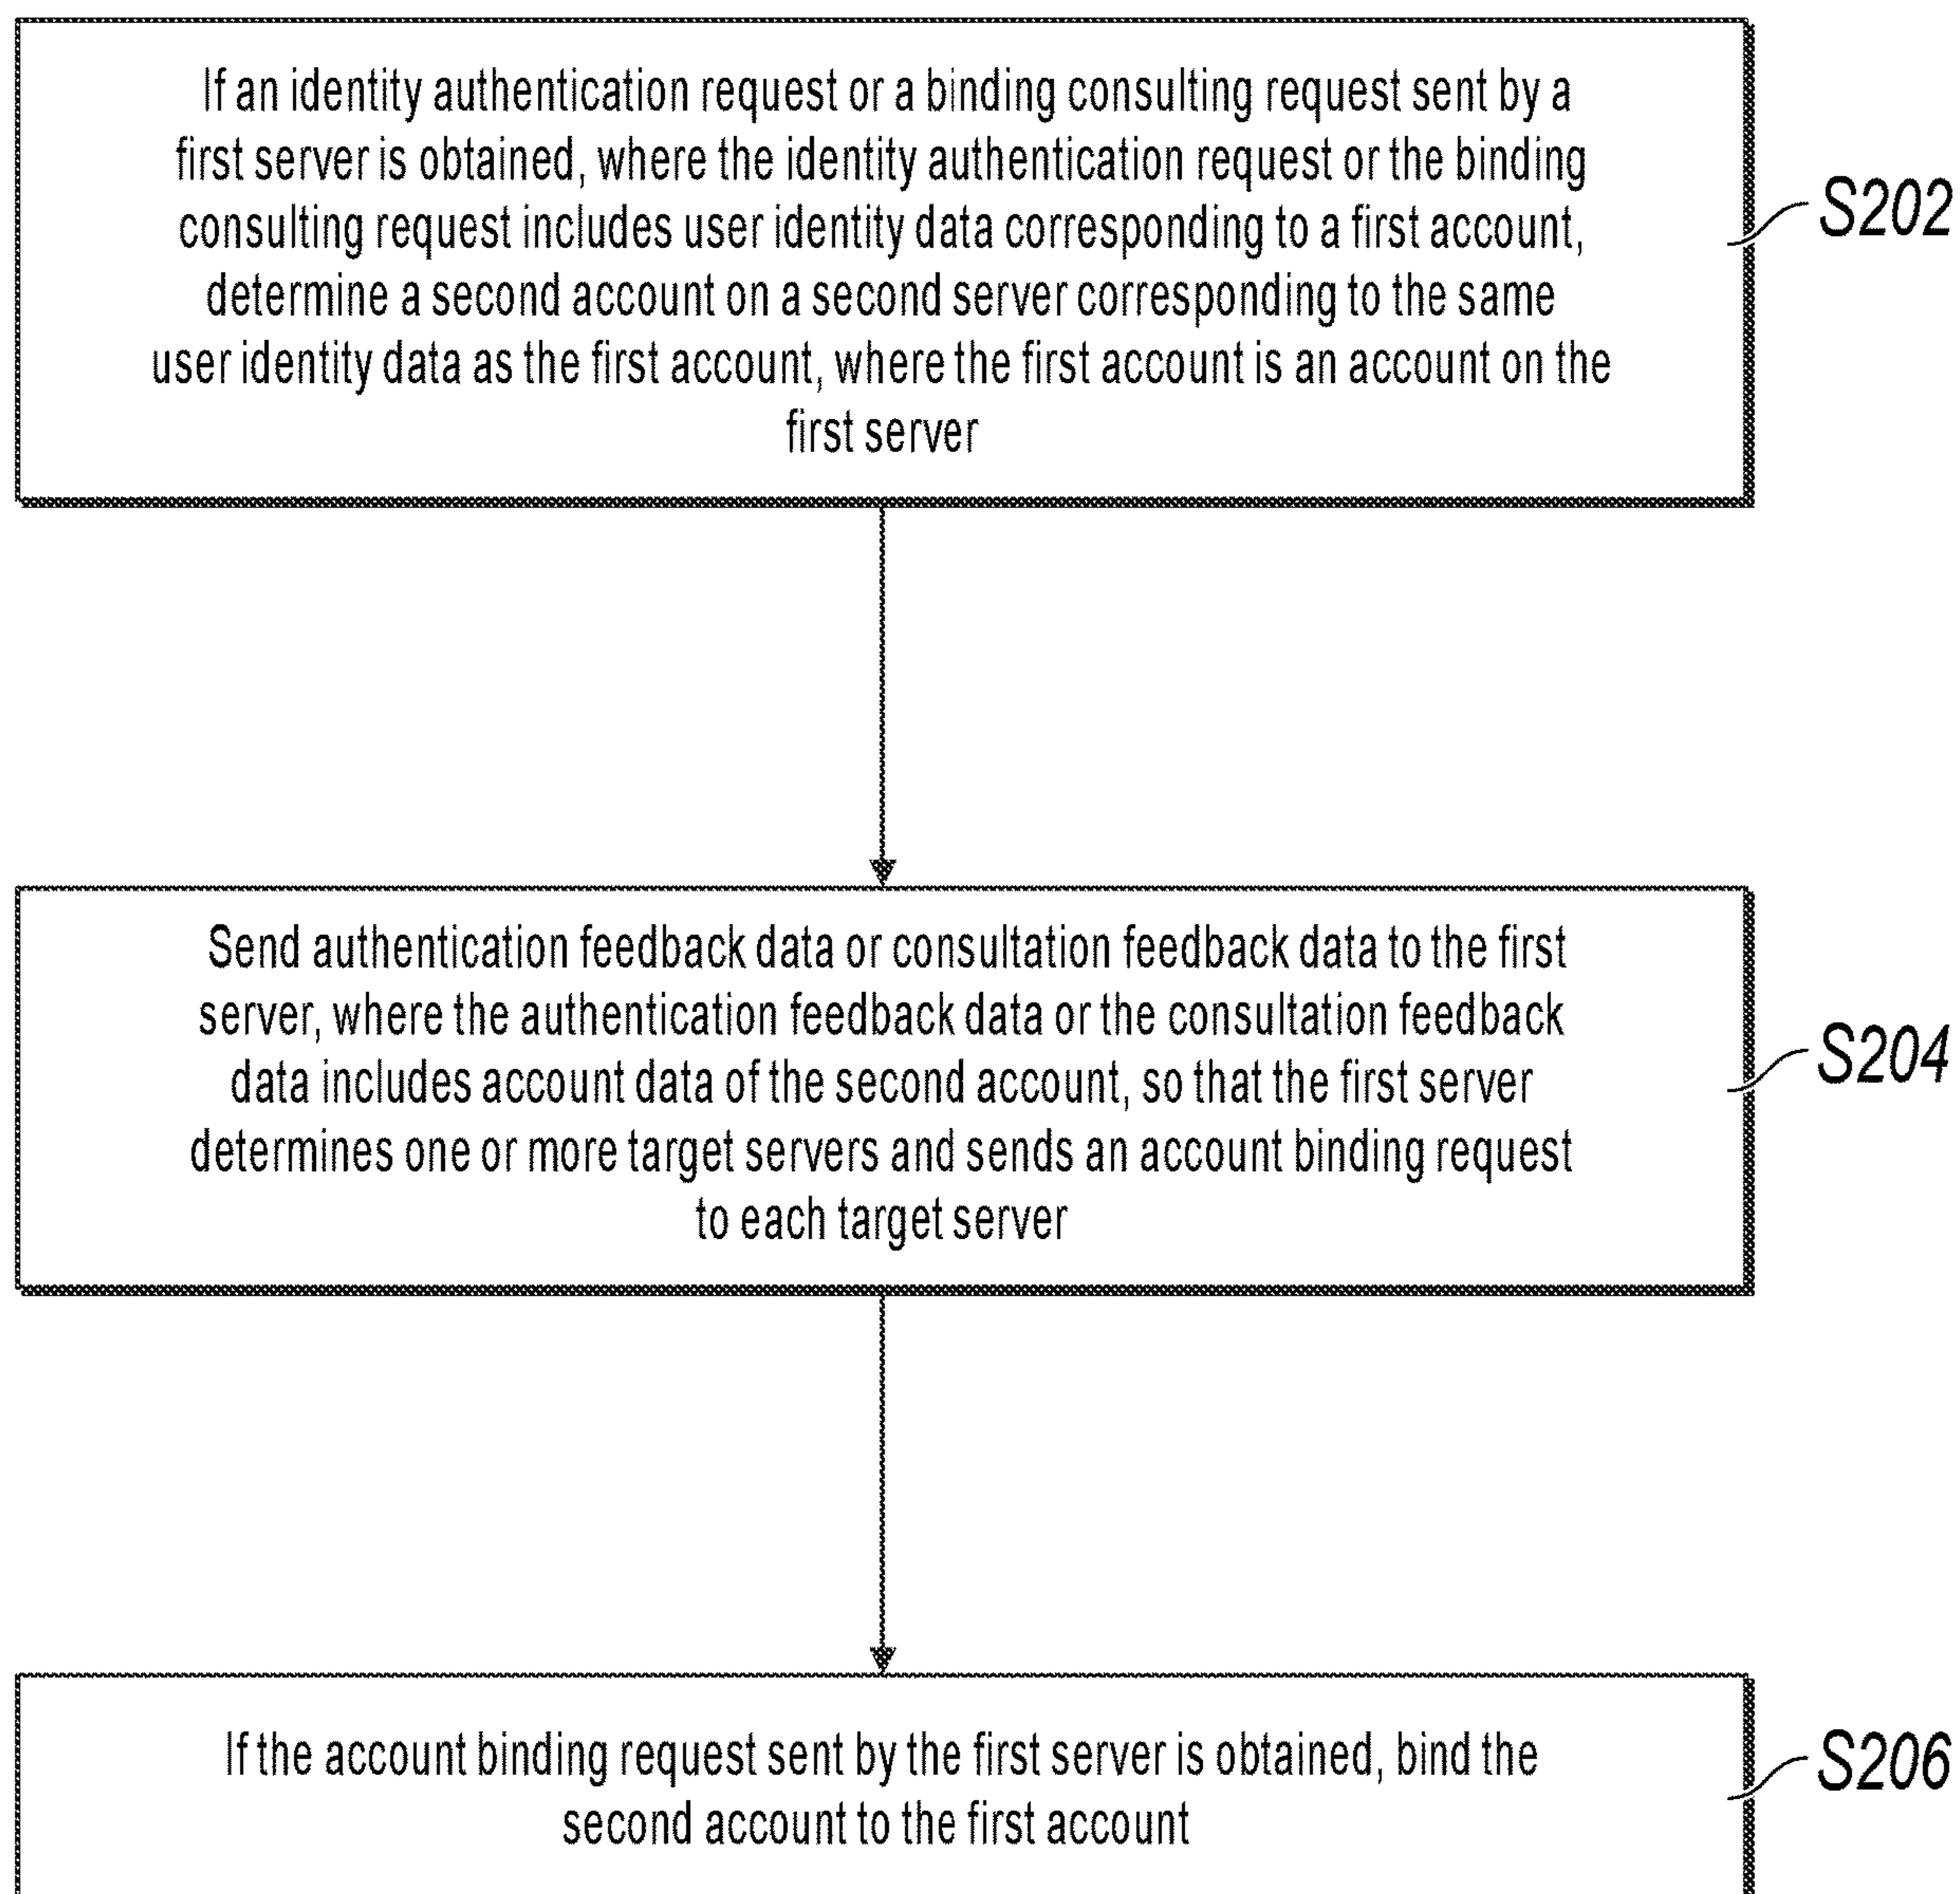 If an identity authentication request or a binding consulting request sent by a
first server is obtained, where the identity authentication request or the binding
consulting request includes user identity data corresponding to a first account,
determine a second account on a second server corresponding to the same
user identity data as the first account, where the first account is an account on the
first server
S202
Send authentication feedback data or consultation feedback data to the first
server, where the authentication feedback data or the consultation feedback
data includes account data of the second account, so that the first server
determines one or more target servers and sends an account binding request
to each target server
S204
If the account binding request sent by the first server is obtained, bind the
second account to the first account
S206